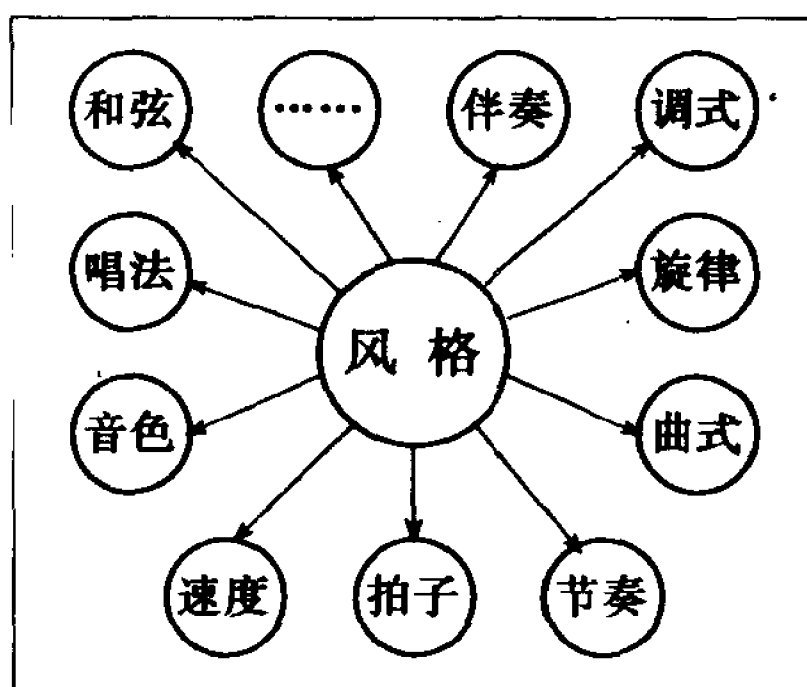 和弦
……
伴奏
调式
唱法
旋律
风格
音色
曲式
速度
拍子
节奏